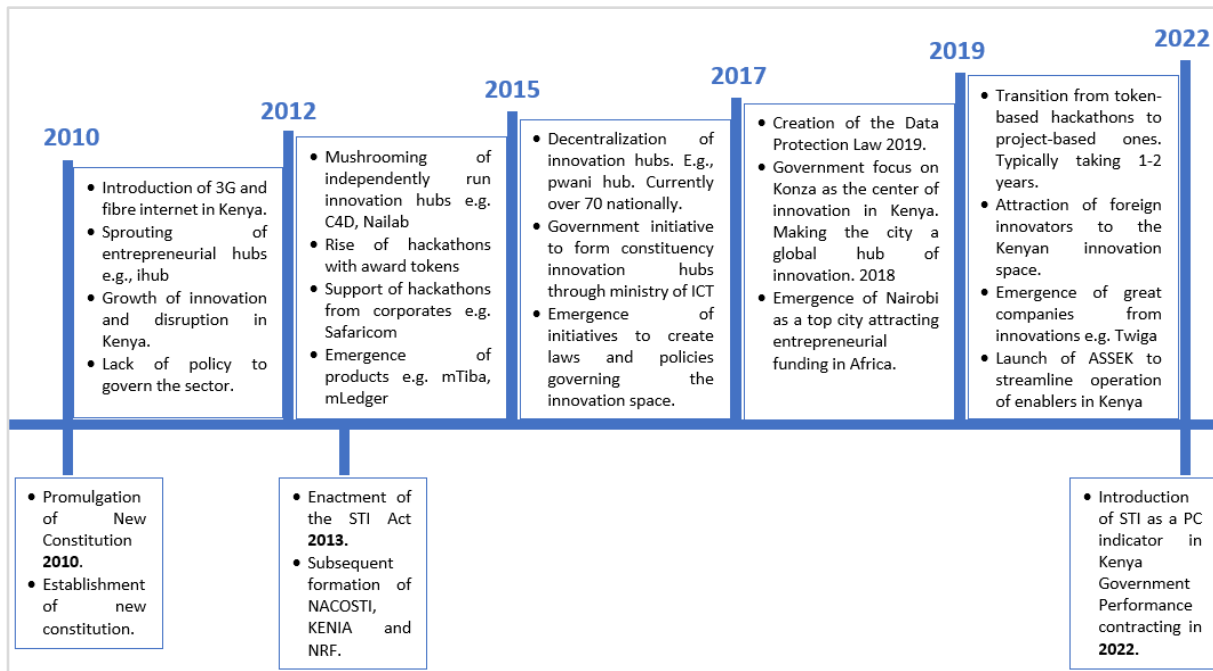 2010
• Introduction of 3G and
fibre internet in Kenya.
• Sprouting of
entrepreneurial hubs
e.g., ihub
• Growth of innovation
and disruption in
Kenya.
• Lack of policy to
govern the sector.
2012
• Mushrooming of
independently run
innovation hubs e.g.
C4D, Nailab
• Rise of hackathons
with award tokens
• Support of hackathons
from corporates e.g.
Safaricom
• Emergence of
products e.g. mTiba,
mLedger
2015
• Decentralization of
innovation hubs. E.g.,
pwani hub. Currently
over 70 nationally.
• Government initiative
to form constituency
innovation hubs
through ministry of ICT
• Emergence of
initiatives to create
laws and policies
governing the
innovation space.
2017
• Creation of the Data
Protection Law 2019.
• Government focus on
Konza as the center of
innovation in Kenya.
Making the city a
global hub of
innovation. 2018
• Emergence of Nairobi
as a top city attracting
entrepreneurial
funding in Africa.
2019
• Transition from token-
based hackathons to
project-based ones.
Typically taking 1-2
years.
• Attraction of foreign
innovators to the
Kenyan innovation
space.
• Emergence of great
companies from
innovations e.g. Twiga
• Launch of ASSEK to
streamline operation
of enablers in Kenya
2022
• Promulgation
of New
Constitution
2010.
• Establishment
of new
constitution.
• Enactment of
the STI Act
2013.
• Subsequent
formation of
NACOSTI,
KENIA and
NRF.
• Introduction
of STI as a PC
indicator in
Kenya
Government
Performance
contracting in
2022.